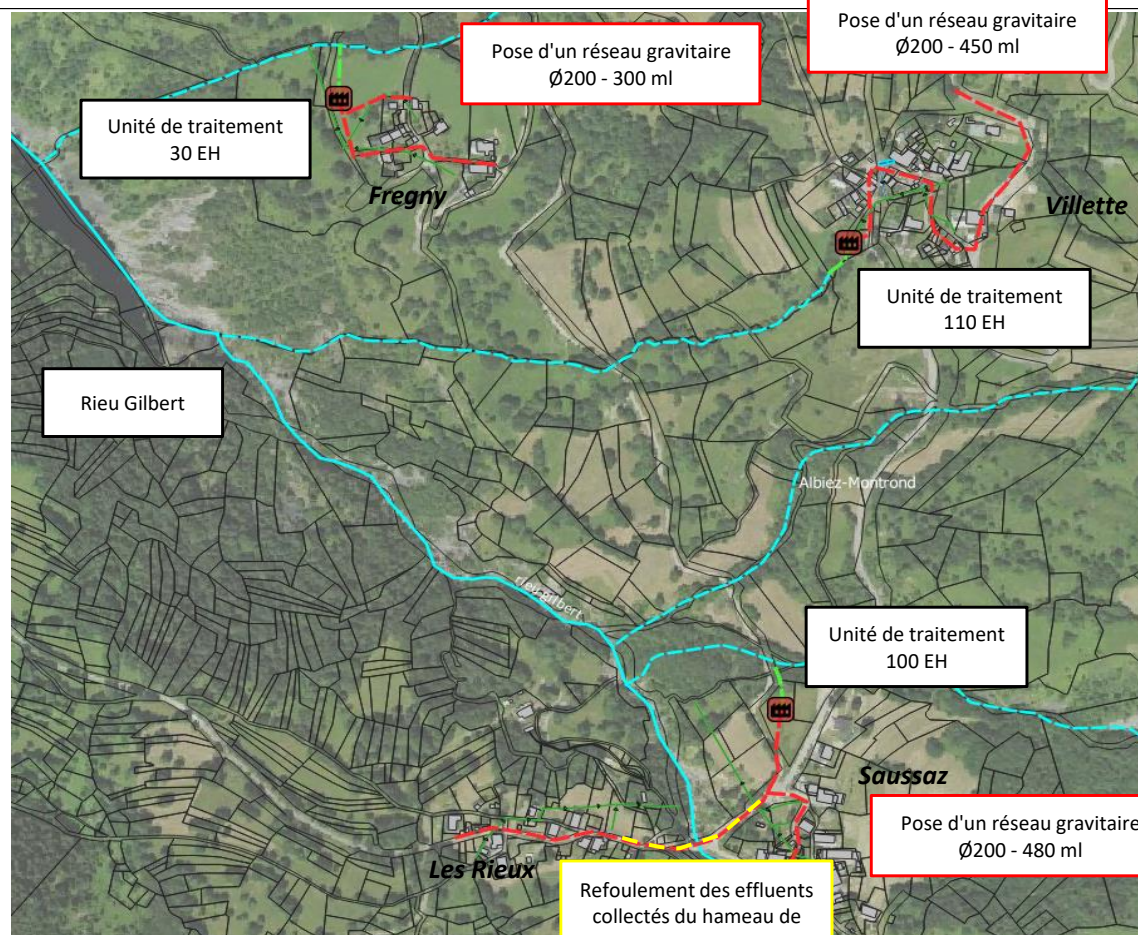 Pose d'un réseau gravitaire
Ø200 - 300 ml
Pose d'un réseau gravitaire
Ø200 - 450 ml
Unité de traitement
30 EH
Fregny
Villette
Unité de traitement
110 EH
Rieu Gilbert
Albiez-Montrond
rieu gilbert
Unité de traitement
100 EH
Saussaz
Pose d'un réseau gravitaire
Ø200 - 480 ml
Les Rieux
Refoulement des effluents
collectés du hameau de